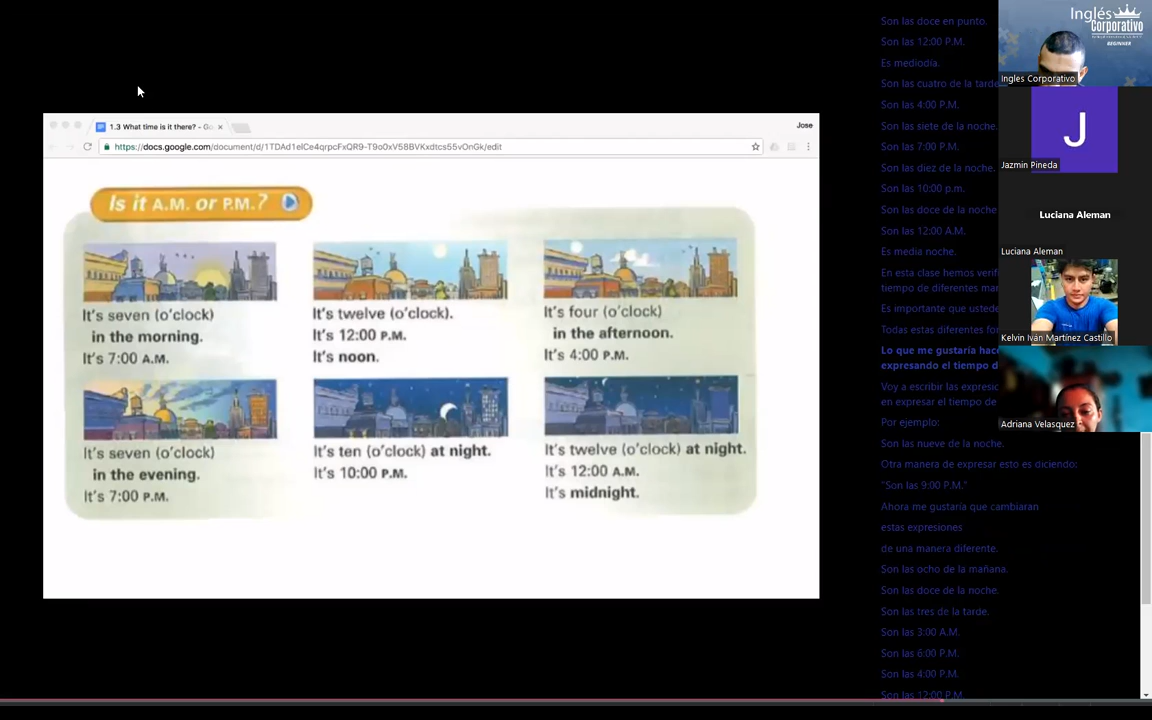 1.3 What time is it there? - Go
Jose
https://docs.google.com/document/d/1TDAd1elCe4qrpcFxQR9-T9o0xV58BVKxdtcs55vOnGk/edit
Is it A.M. or P.M.?
It's seven (o'clock)
in the morning.
It's 7:00 A.M.
It's twelve (o'clock).
It's 12:00 P.M.
It's noon.
It's four (o'clock)
in the afternoon.
It's 4:00 P.M.
It's seven (o'clock)
in the evening.
It's 7:00 P.M.
It's ten (o'clock) at night.
It's 10:00 P.M.
It's twelve (o'clock) at night.
It's 12:00 A.M.
It's midnight.
Son las doce en punto.
Son las 12:00 P.M.
Es mediodía.
Son las cuatro de la tarde
Son las 4:00 P.M.
Son las siete de la noche.
Son las 7:00 P.M.
Son las diez de la noche.
Son las 10:00 p.m.
Son las doce de la noche
Son las 12:00 A.M.
Es media noche.
En esta clase hemos verifi
tiempo de diferentes man
Es importante que ustede
Todas estas diferentes for
Lo que me gustaría hace
expresando el tiempo d
Voy a escribir las expresio
en expresar el tiempo de
Por ejemplo:
Son las nueve de la noche.
Otra manera de expresar esto es diciendo:
"Son las 9:00 P.M."
Ahora me gustaría que cambiaran
estas expresiones
de una manera diferente.
Son las ocho de la mañana.
Son las doce de la noche.
Son las tres de la tarde.
Son las 3:00 A.M.
Son las 6:00 P.M.
Son las 4:00 P.M.
Son las 12:00 P.M.
Inglés
Corporativo
BEGINNER
Ingles Corporativo
J
Jazmin Pineda
Luciana Aleman
Luciana Aleman
Kelvin Iván Martínez Castillo
Adriana Velasquez